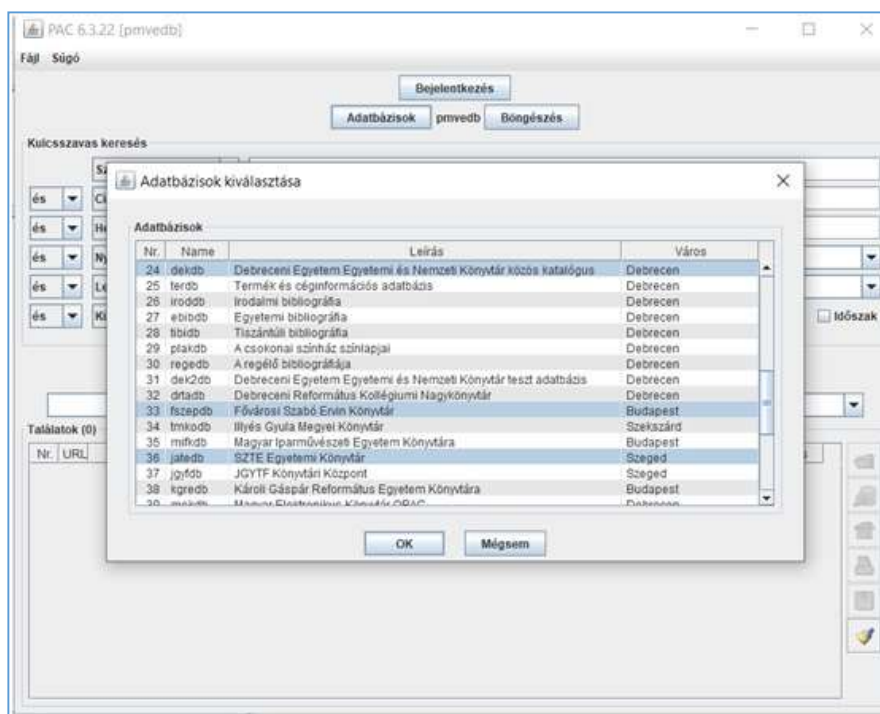 PAC 6.3.22 [pmvedb]
Fájl Súgó
Bejelentkezés
Adatbázisok pmvedb Böngészés
Kulcsszavas keresés
és
és
és
és
és
Időszak
Találatok (0)
Nr. URL
Adatbázisok kiválasztása
Adatbázisok
Nr. Name Leírás Város
24 dekdb Debreceni Egyetem Egyetemi és Nemzeti Könyvtár közös katalógus Debrecen
25 terdb Termék és céginformációs adatbázis Debrecen
26 iroddb Irodalmi bibliográfia Debrecen
27 ebibdb Egyetemi bibliográfia Debrecen
28 tibidb Tiszántúli bibliográfia Debrecen
29 plakdb A csokonai színház színlapjai Debrecen
30 regedb A regélő bibliográfiája Debrecen
31 dek2db Debreceni Egyetem Egyetemi és Nemzeti Könyvtár teszt adatbázis Debrecen
32 drtadb Debreceni Református Kollégiumi Nagykönyvtár Debrecen
33 fszepdb Fővárosi Szabó Ervin Könyvtár Budapest
34 tmkodb Illyés Gyula Megyei Könyvtár Szekszárd
35 mifkdb Magyar Iparművészeti Egyetem Könyvtára Budapest
36 jatedb SZTE Egyetemi Könyvtár Szeged
37 jgyfdb JGYTF Könyvtári Központ Szeged
38 kgredb Károli Gáspár Református Egyetem Könyvtára Budapest
OK Mégsem